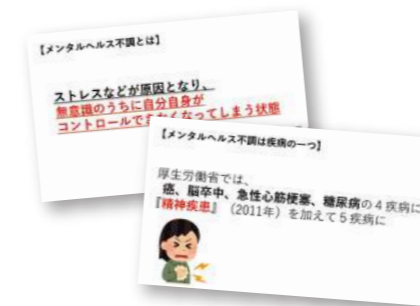 【メンタルヘルス不調とは】
ストレスなどが原因となり、
無意識のうちに自分自身が
コントロールできなくなってしまう状態
【メンタルヘルス不調は疾病の一つ】
厚生労働省では、
癌、脳卒中、急性心筋梗塞、糖尿病の4疾病に
『精神疾患』（2011年）を加えて5疾病に